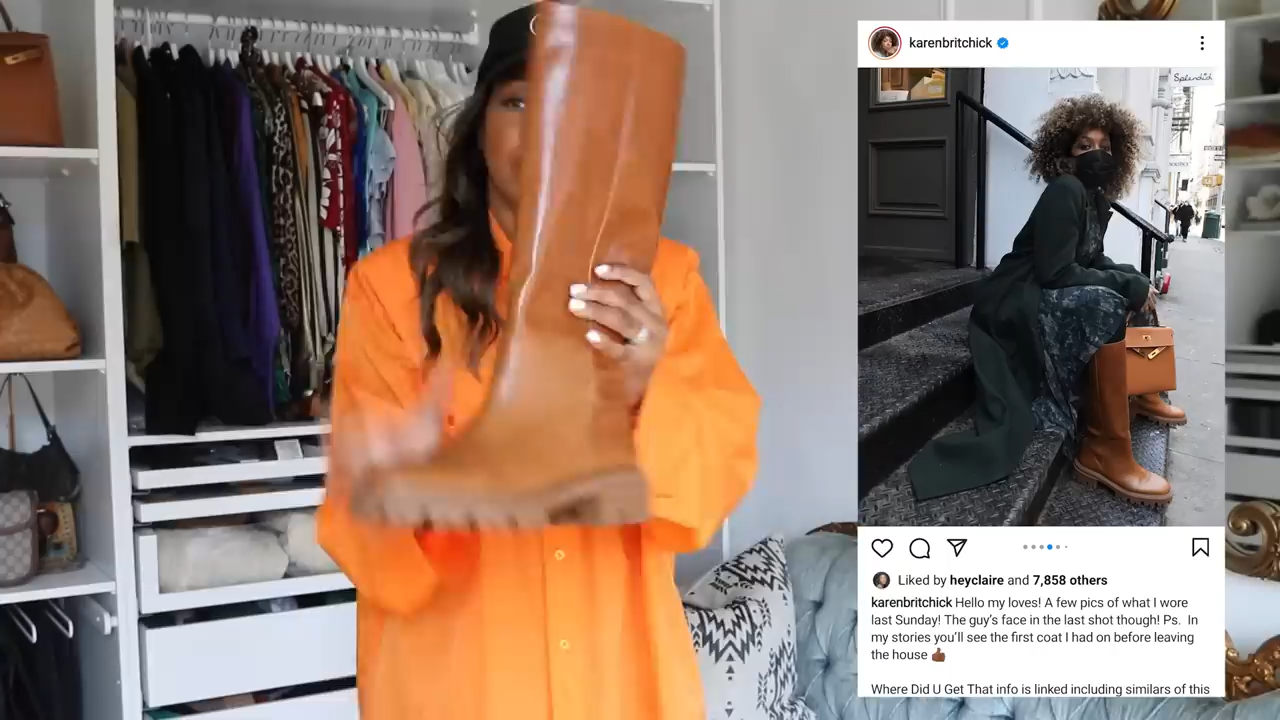 karenbritchick
Splendid
Liked by heyclaire and 7,858 others
karenbritchick Hello my loves! A few pics of what I wore
last Sunday! The guy's face in the last shot though! Ps. In
my stories you'll see the first coat I had on before leaving
the house 👍🏾
Where Did U Get That info is linked including similars of this